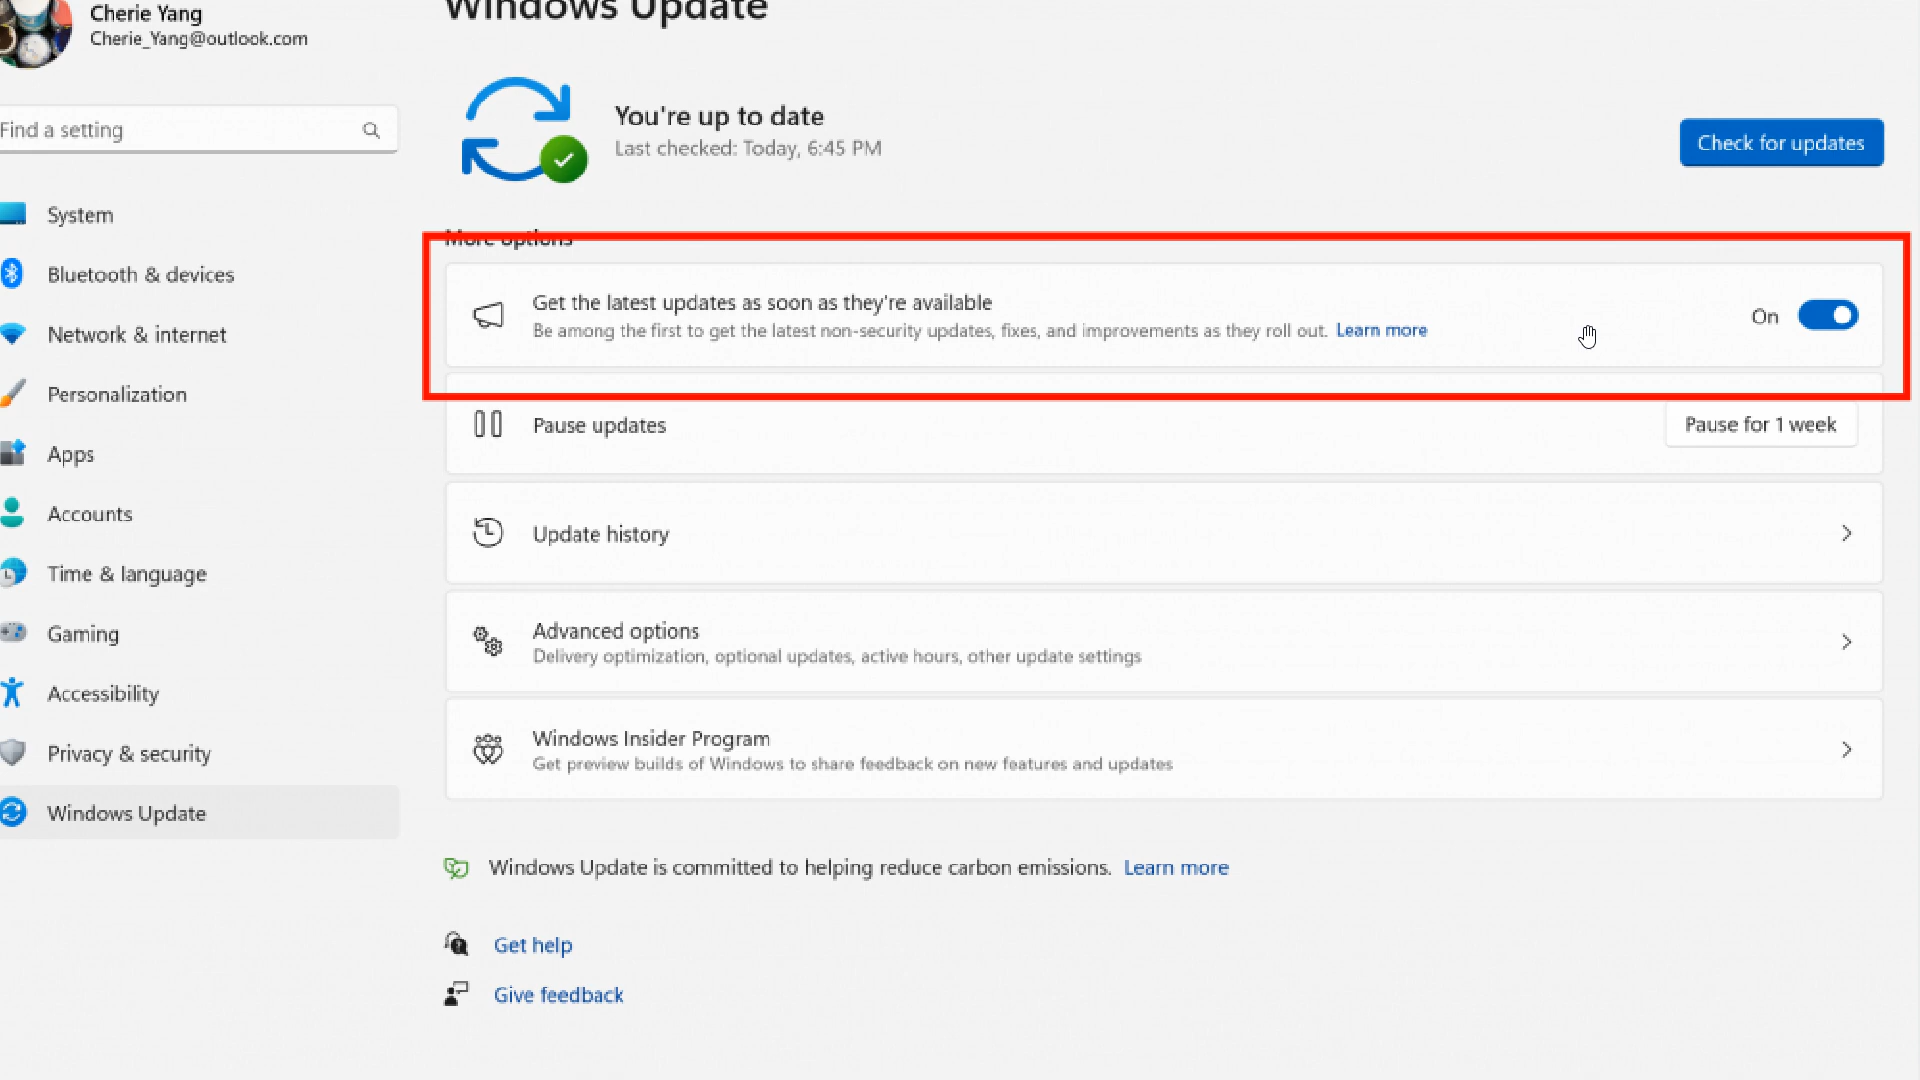 Cherie Yang
Cherie_Yang@outlook.com
Windows Update
Find a setting
You're up to date
Last checked: Today, 6:45 PM
Check for updates
System
Bluetooth & devices
Network & internet
Personalization
Apps
Accounts
Time & language
Gaming
Accessibility
Privacy & security
Windows Update
More options
Get the latest updates as soon as they're available
Be among the first to get the latest non-security updates, fixes, and improvements as they roll out. Learn more
On
Pause updates
Pause for 1 week
Update history
Advanced options
Delivery optimization, optional updates, active hours, other update settings
Windows Insider Program
Get preview builds of Windows to share feedback on new features and updates
Windows Update is committed to helping reduce carbon emissions. Learn more
Get help
Give feedback